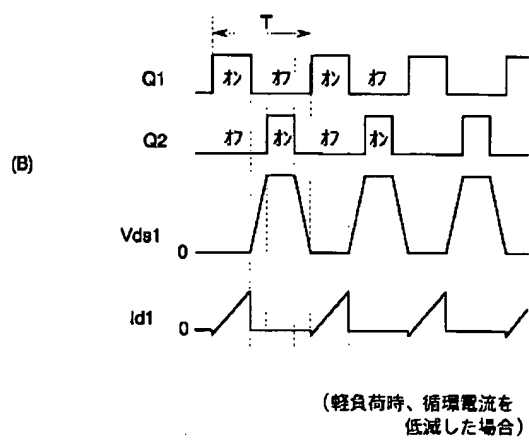 T
Q1 オン オフ オン オフ
Q2 オフ オン オフ オン
(B)
Vds1 0
Id1 0
(軽負荷時、循環電流を
低減した場合)